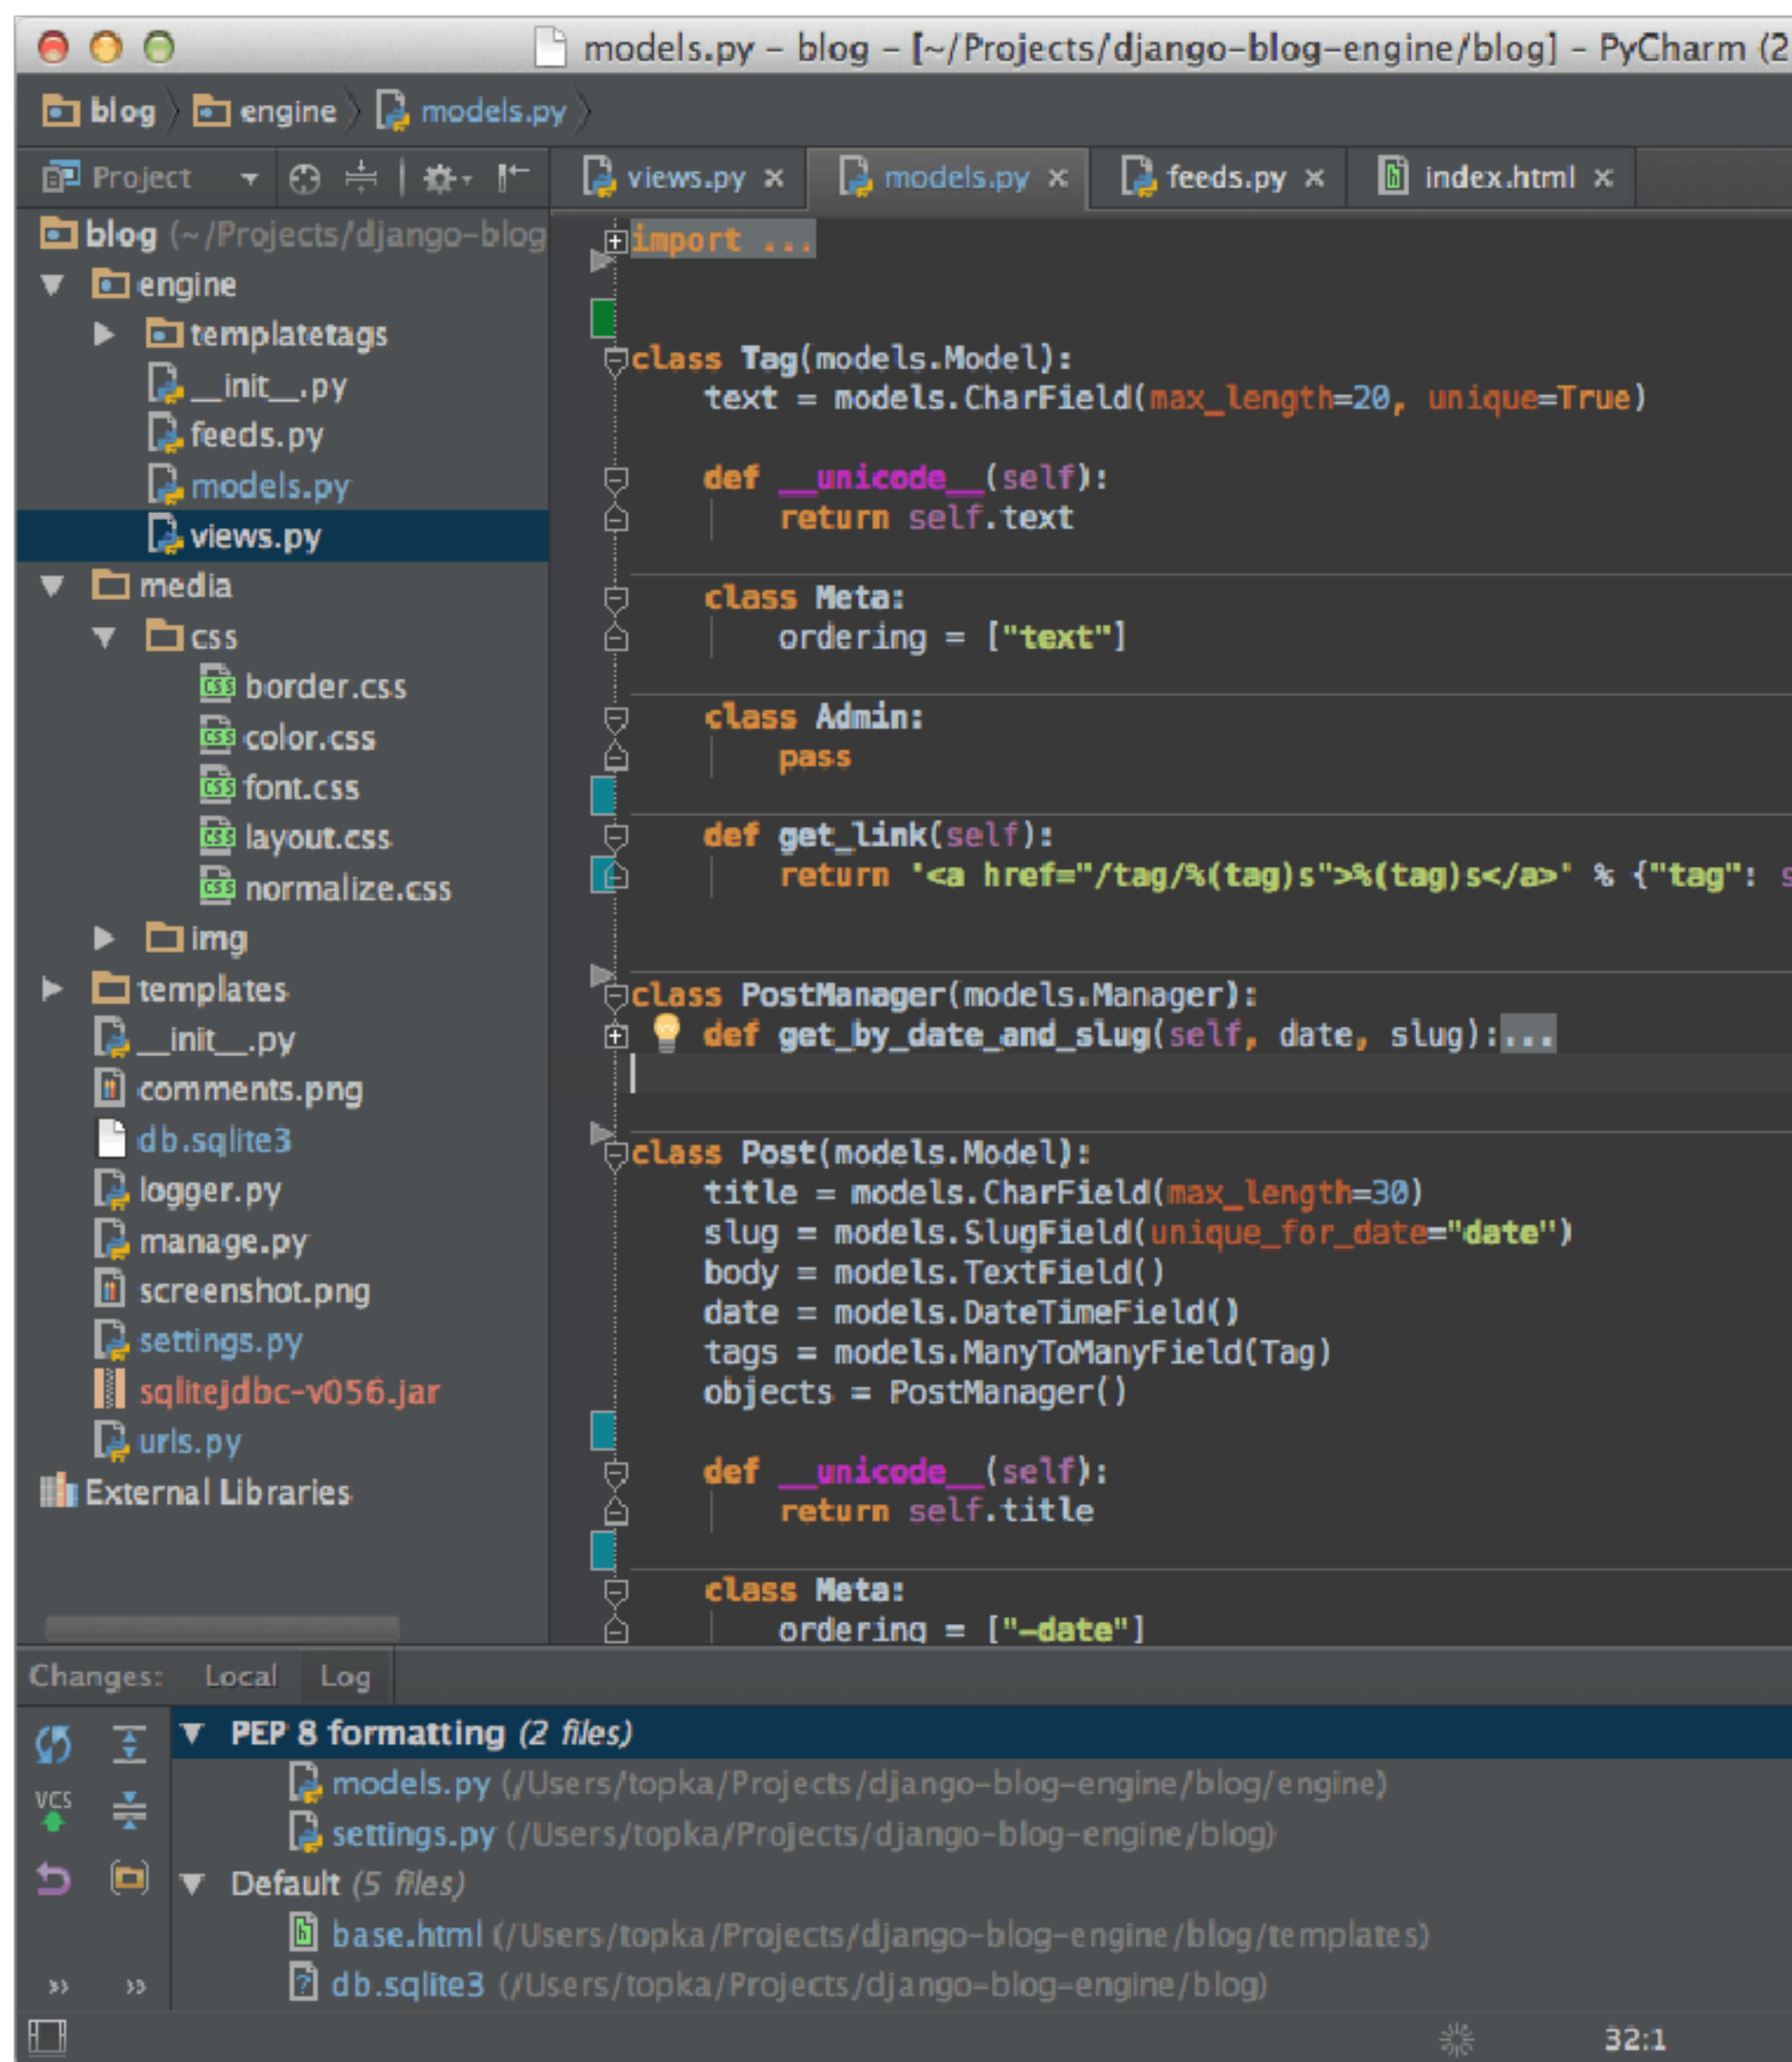 models.py – blog – [~/Projects/django-blog-engine/blog] – PyCharm (2
blog engine models.py
Project
views.py × models.py × feeds.py × index.html ×
blog (~/Projects/django-blog
engine
templatetags
__init__.py
feeds.py
models.py
views.py
media
css
border.css
color.css
font.css
layout.css
normalize.css
img
templates
__init__.py
comments.png
db.sqlite3
logger.py
manage.py
screenshot.png
settings.py
sqlitejdbc-v056.jar
urls.py
External Libraries
import ...
class Tag(models.Model):
text = models.CharField(max_length=20, unique=True)
def __unicode__(self):
return self.text
class Meta:
ordering = ["text"]
class Admin:
pass
def get_link(self):
return '<a href="/tag/%(tag)s">%(tag)s</a>' % {"tag": s
class PostManager(models.Manager):
def get_by_date_and_slug(self, date, slug):...
class Post(models.Model):
title = models.CharField(max_length=30)
slug = models.SlugField(unique_for_date="date")
body = models.TextField()
date = models.DateTimeField()
tags = models.ManyToManyField(Tag)
objects = PostManager()
def __unicode__(self):
return self.title
class Meta:
ordering = ["-date"]
Changes: Local Log
VCS
PEP 8 formatting (2 files)
models.py (/Users/topka/Projects/django-blog-engine/blog/engine)
settings.py (/Users/topka/Projects/django-blog-engine/blog)
Default (5 files)
base.html (/Users/topka/Projects/django-blog-engine/blog/templates)
db.sqlite3 (/Users/topka/Projects/django-blog-engine/blog)
32:1